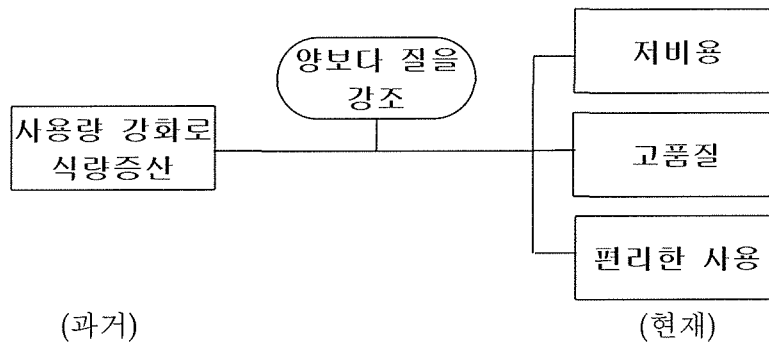 양보다 질을
강조
사용량 강화로
식량증산
저비용
고품질
편리한 사용
(과거)
(현재)